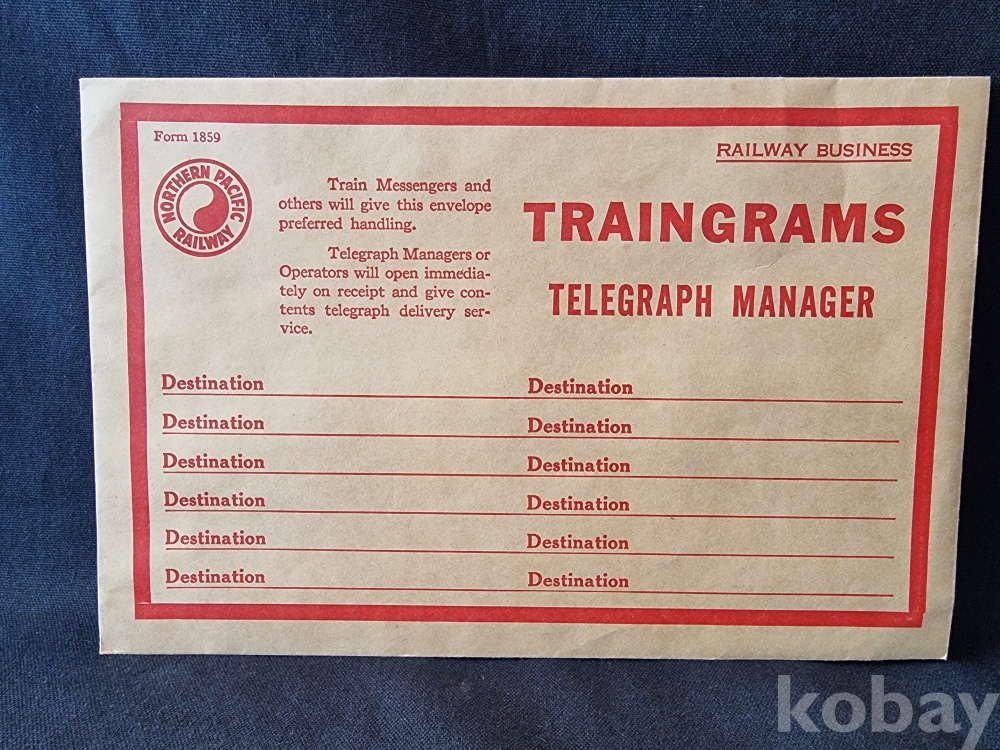 Form 1859
RAILWAY BUSINESS
NORTHERN PACIFIC
RAILWAY
Train Messengers and
others will give this envelope
preferred handling.
Telegraph Managers or
Operators will open immedia-
tely on receipt and give con-
tents telegraph delivery ser-
vice.
TRAINGRAMS
TELEGRAPH MANAGER
Destination
Destination
Destination
Destination
Destination
Destination
Destination
Destination
Destination
Destination
Destination
Destination
kobay